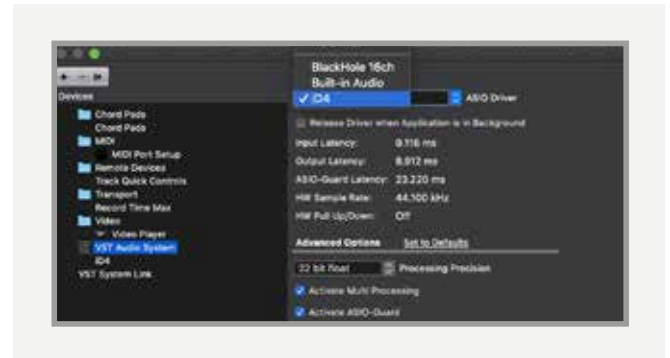 BlackHole 16ch
Built-in Audio
Devices
✓ iD4
ASIO Driver
Chord Pads
Release Driver when Application is in Background
Chord Pads
MIDI
Input Latency: 9.116 ms
MIDI Port Setup
Output Latency: 8.912 ms
Remote Devices
Track Quick Controls
ASIO-Guard Latency: 23.220 ms
Transport
HW Sample Rate: 44.100 kHz
Record Time Max
HW Pull Up/Down: Off
Video
Video Player
Advanced Options Set to Defaults
VST Audio System
iD4
32 bit float Processing Precision
VST System Link
Activate Multi Processing
Activate ASIO-Guard